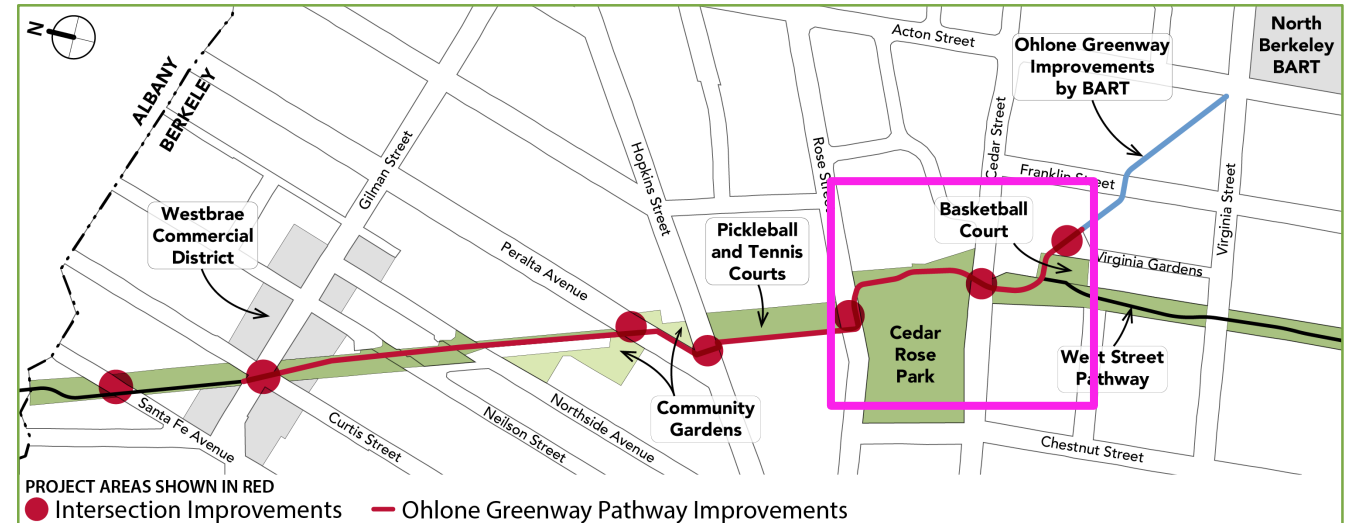 N
ALBANY
BERKELEY
Acton Street
Ohlone Greenway
Improvements
by BART
North
Berkeley
BART
Gilman Street
Hopkins Street
Rose Street
Cedar Street
Franklin Street
Virginia Street
Westbrae
Commercial
District
Peralta Avenue
Pickleball
and Tennis
Courts
Basketball
Court
Virginia Gardens
Cedar
Rose
Park
West Street
Pathway
Community
Gardens
Santa Fe Avenue
Curtis Street
Neilson Street
Northside Avenue
Chestnut Street
PROJECT AREAS SHOWN IN RED
Intersection Improvements
Ohlone Greenway Pathway Improvements